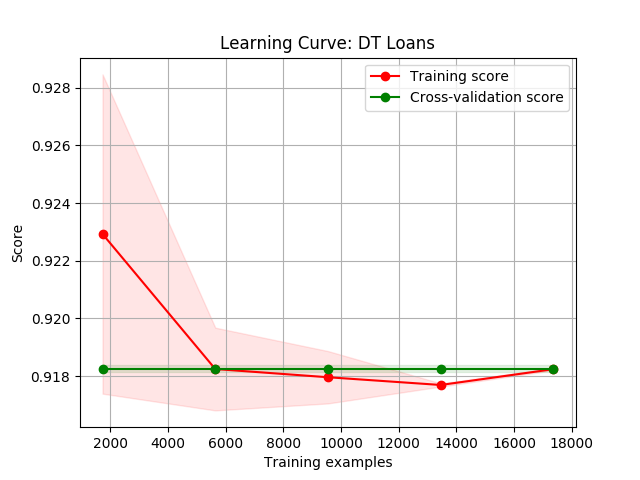 Learning Curve: DT Loans
Training score
Cross-validation score
0.928
0.926
0.924
0.922
0.920
0.918
Score
2000 4000 6000 8000 10000 12000 14000 16000 18000
Training examples